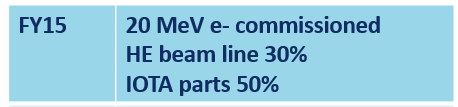 FY15 20 MeV e- commissioned
HE beam line 30%
IOTA parts 50%